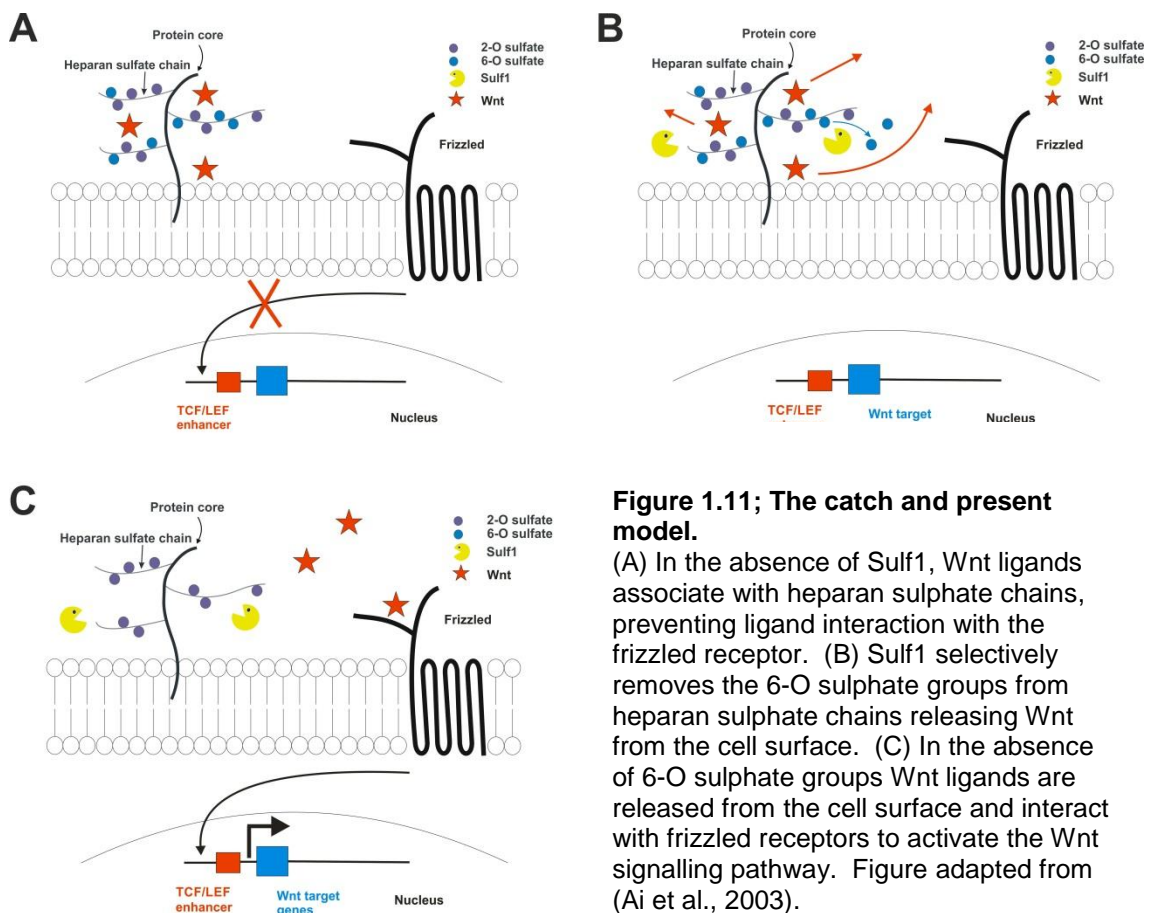 A
Protein core
Heparan sulfate chain
2-O sulfate
6-O sulfate
Sulf1
Wnt
Frizzled
TCF/LEF
enhancer
Nucleus
B
Protein core
Heparan sulfate chain
2-O sulfate
6-O sulfate
Sulf1
Wnt
Frizzled
TCF/LEF
Wnt target
Nucleus
C
Protein core
Heparan sulfate chain
2-O sulfate
6-O sulfate
Sulf1
Wnt
Frizzled
TCF/LEF
enhancer
Wnt target
genes
Nucleus
Figure 1.11; The catch and present
model.
(A) In the absence of Sulf1, Wnt ligands
associate with heparan sulphate chains,
preventing ligand interaction with the
frizzled receptor. (B) Sulf1 selectively
removes the 6-O sulphate groups from
heparan sulphate chains releasing Wnt
from the cell surface. (C) In the absence
of 6-O sulphate groups Wnt ligands are
released from the cell surface and interact
with frizzled receptors to activate the Wnt
signalling pathway. Figure adapted from
(Ai et al., 2003).